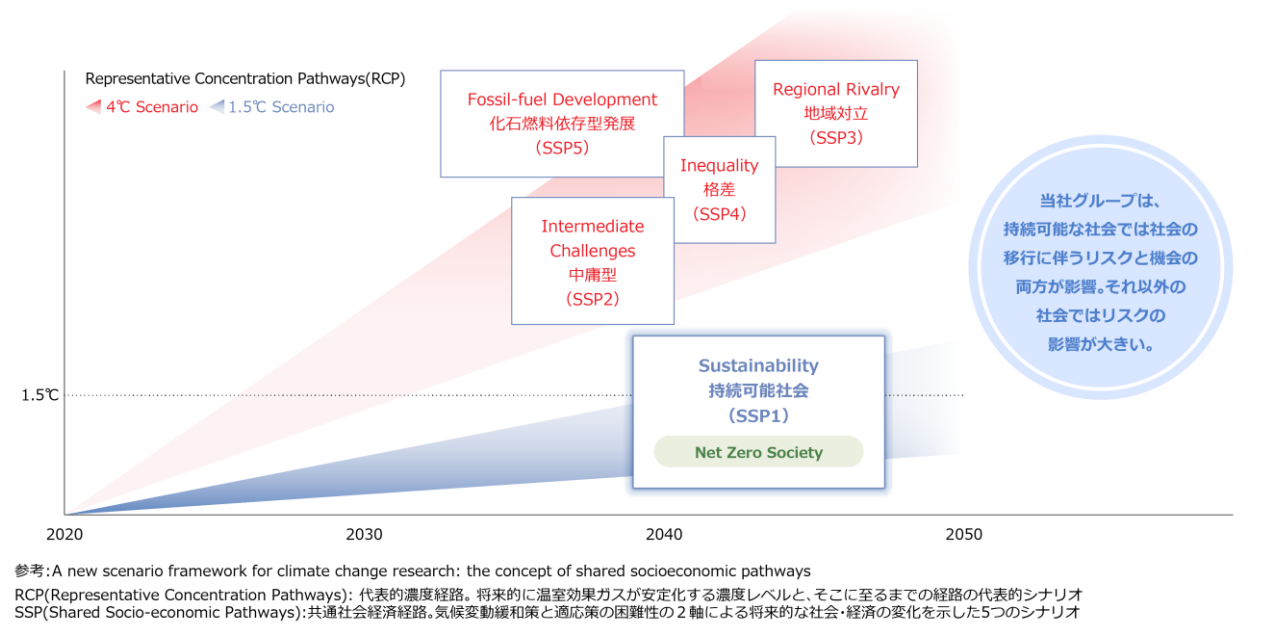 Representative Concentration Pathways(RCP)
4℃ Scenario 1.5℃ Scenario
Fossil-fuel Development
化石燃料依存型発展
（SSP5）
Regional Rivalry
地域対立
（SSP3）
Inequality
格差
（SSP4）
Intermediate
Challenges
中庸型
（SSP2）
Sustainability
持続可能社会
（SSP1）
Net Zero Society
当社グループは、
持続可能な社会では社会の
移行に伴うリスクと機会の
両方が影響。それ以外の
社会ではリスクの
影響が大きい。
1.5℃
2020 2030 2040 2050
参考:A new scenario framework for climate change research: the concept of shared socioeconomic pathways
RCP(Representative Concentration Pathways): 代表的濃度経路。将来的に温室効果ガスが安定化する濃度レベルと、そこに至るまでの経路の代表的シナリオ
SSP(Shared Socio-economic Pathways):共通社会経済経路。気候変動緩和策と適応策の困難性の２軸による将来的な社会・経済の変化を示した5つのシナリオ